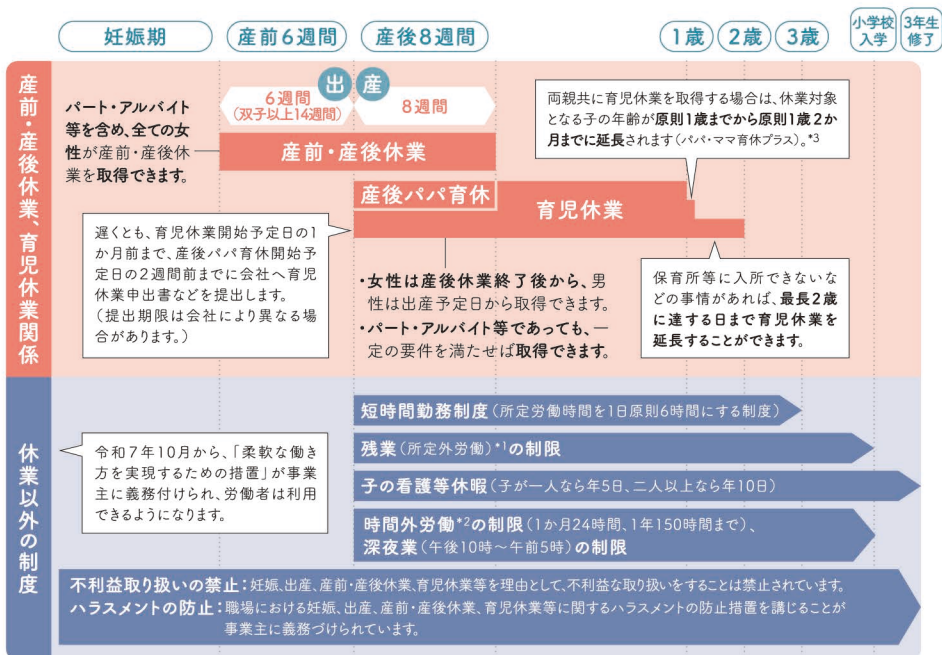 妊娠期
産前6週間
産後8週間
1歳
2歳
3歳
小学校
入学
3年生
修了
産前・産後休業、育児休業関係
出
産
6週間
(双子以上14週間)
8週間
パート・アルバイト
等を含め、全ての女
性が産前・産後休
業を取得できます。
産前・産後休業
両親共に育児休業を取得する場合は、休業対象
となる子の年齢が原則1歳までから原則1歳2か
月までに延長されます(パパ・ママ育休プラス)。*3
産後パパ育休
育児休業
遅くとも、育児休業開始予定日の1
か月前まで、産後パパ育休開始予
定日の2週間前までに会社へ育児
休業申出書などを提出します。
(提出期限は会社により異なる場
合があります。)
・女性は産後休業終了後から、男
性は出産予定日から取得できます。
・パート・アルバイト等であっても、一
定の要件を満たせば取得できます。
保育所等に入所できないな
どの事情があれば、最長2歳
に達する日まで育児休業を
延長することができます。
休業以外の制度
令和7年10月から、「柔軟な働き
方を実現するための措置」が事業
主に義務付けられ、労働者は利用
できるようになります。
短時間勤務制度(所定労働時間を1日原則6時間にする制度)
残業(所定外労働)*1の制限
子の看護等休暇(子が一人なら年5日、二人以上なら年10日)
時間外労働*2の制限(1か月24時間、1年150時間まで)、
深夜業(午後10時~午前5時)の制限
不利益取り扱いの禁止:妊娠、出産、産前・産後休業、育児休業等を理由として、不利益な取り扱いをすることは禁止されています。
ハラスメントの防止:職場における妊娠、出産、産前・産後休業、育児休業等に関するハラスメントの防止措置を講じることが
事業主に義務づけられています。